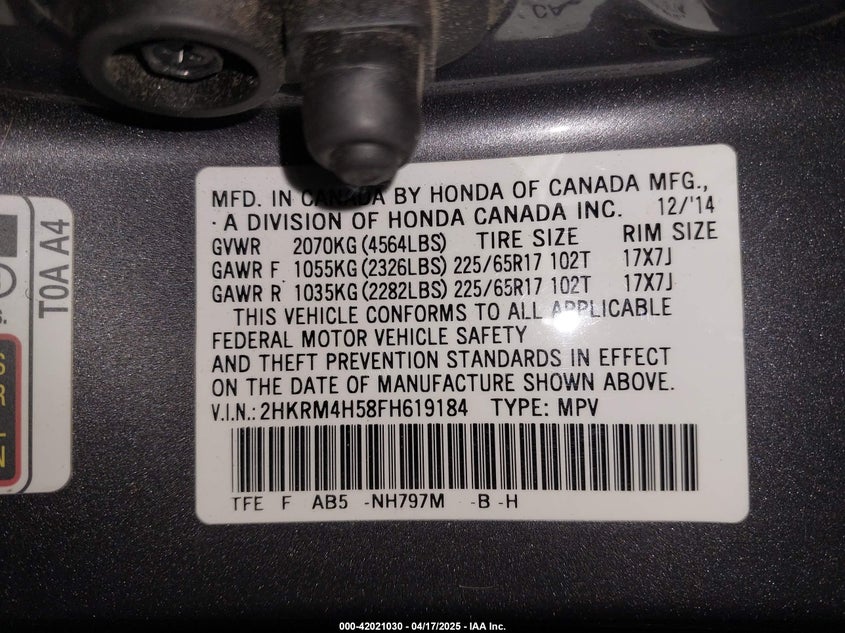 MFD. IN CANADA BY HONDA OF CANADA MFG.,
A DIVISION OF HONDA CANADA INC. 12/'14
GVWR 2070KG (4564LBS) TIRE SIZE RIM SIZE
GAWR F 1055KG (2326LBS) 225/65R17 102T 17X7J
GAWR R 1035KG (2282LBS) 225/65R17 102T 17X7J
THIS VEHICLE CONFORMS TO ALL APPLICABLE
FEDERAL MOTOR VEHICLE SAFETY
AND THEFT PREVENTION STANDARDS IN EFFECT
ON THE DATE OF MANUFACTURE SHOWN ABOVE.
V.I.N.: 2HKRM4H58FH619184 TYPE: MPV
TFE F AB5 -NH797M -B -H
T0A A4
000-42021030 - 04/17/2025 - IAA Inc.